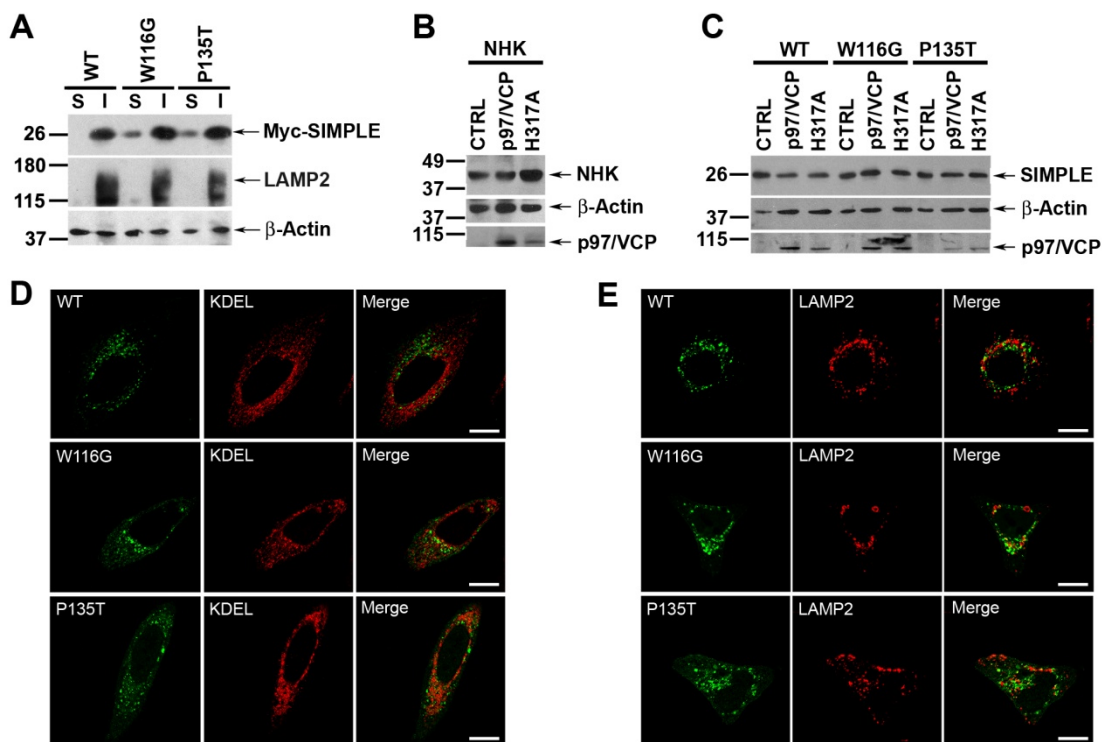 A
WT
W116G
P135T
S I S I S I
26
Myc-SIMPLE
180
LAMP2
115
β-Actin
37
B
NHK
CTRL
p97/VCP
H317A
49
NHK
37
β-Actin
37
115
p97/VCP
C
WT W116G P135T
CTRL
p97/VCP
H317A
CTRL
p97/VCP
H317A
CTRL
p97/VCP
H317A
26
SIMPLE
β-Actin
37
115
p97/VCP
D
WT KDEL Merge
W116G KDEL Merge
P135T KDEL Merge
E
WT LAMP2 Merge
W116G LAMP2 Merge
P135T LAMP2 Merge